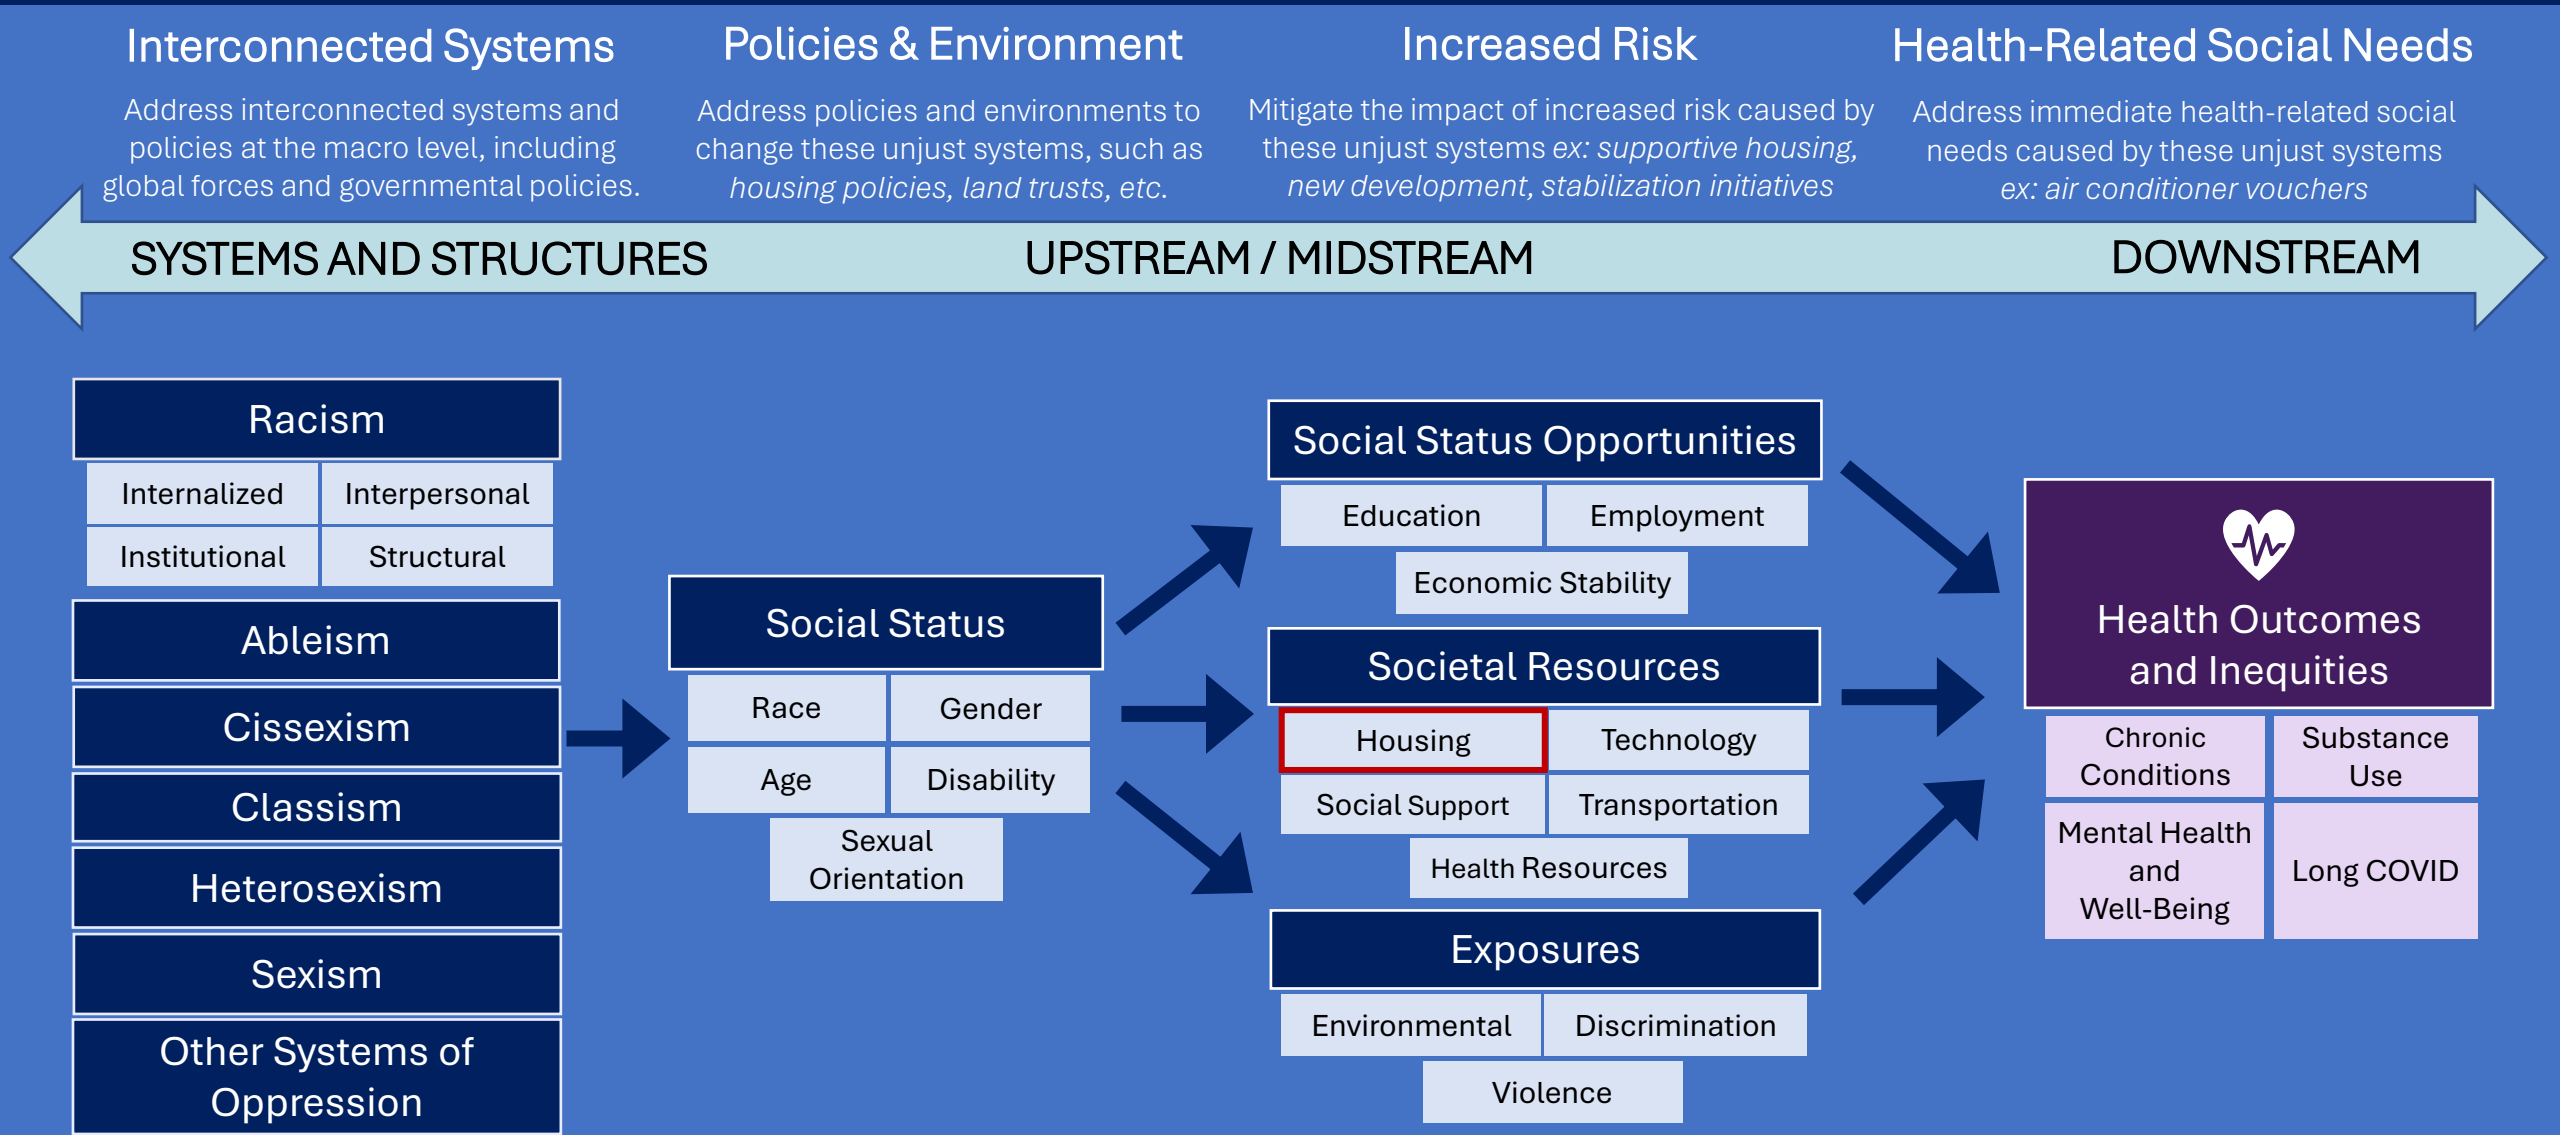 Interconnected Systems
Address interconnected systems and
policies at the macro level, including
global forces and governmental policies.
Policies & Environment
Address policies and environments to
change these unjust systems, such as
housing policies, land trusts, etc.
Increased Risk
Mitigate the impact of increased risk caused by
these unjust systems ex: supportive housing,
new development, stabilization initiatives
Health-Related Social Needs
Address immediate health-related social
needs caused by these unjust systems
ex: air conditioner vouchers
SYSTEMS AND STRUCTURES
UPSTREAM / MIDSTREAM
DOWNSTREAM
Racism
Internalized
Interpersonal
Institutional
Structural
Ableism
Cissexism
Classism
Heterosexism
Sexism
Other Systems of
Oppression
Social Status
Race
Gender
Age
Disability
Sexual
Orientation
Social Status Opportunities
Education
Employment
Economic Stability
Societal Resources
Housing
Technology
Social Support
Transportation
Health Resources
Exposures
Environmental
Discrimination
Violence
Health Outcomes
and Inequities
Chronic
Conditions
Substance
Use
Mental Health
and
Well-Being
Long COVID